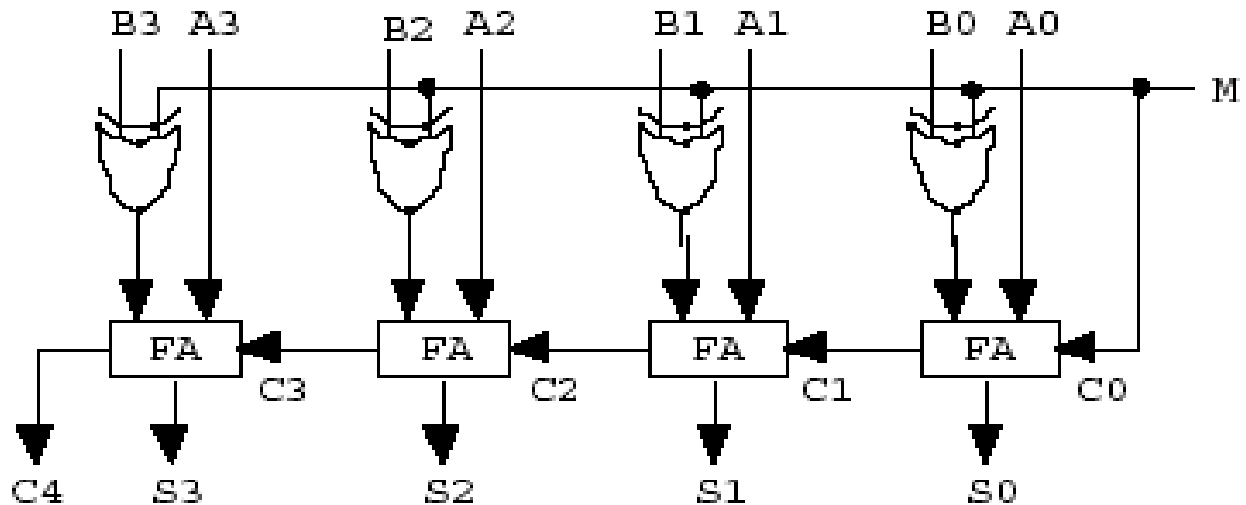 B3 A3 B2 A2 B1 A1 B0 A0
M
FA FA FA FA
C3 C2 C1 C0
C4 S3 S2 S1 S0